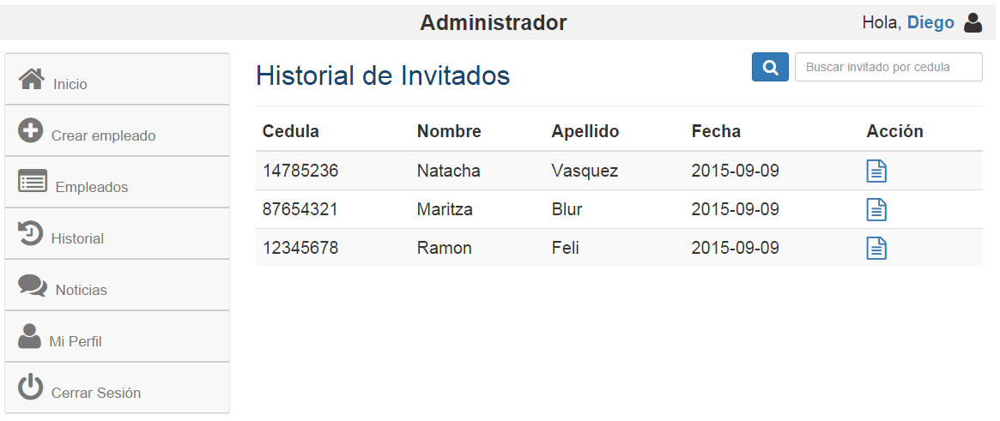 Administrador
Hola, Diego
Inicio
Crear empleado
Empleados
Historial
Noticias
Mi Perfil
Cerrar Sesión
Historial de Invitados
Buscar invitado por cedula
Cedula Nombre Apellido Fecha Acción
14785236 Natacha Vasquez 2015-09-09
87654321 Maritza Blur 2015-09-09
12345678 Ramon Feli 2015-09-09